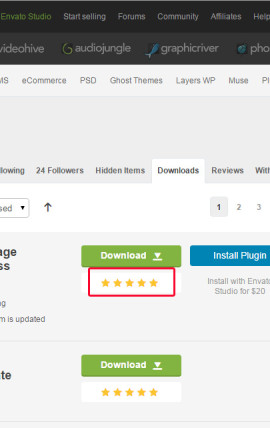 Envato Studio Start selling Forums Community Affiliates Help
videohive audiojungle graphicriver pho
MS eCommerce PSD Ghost Themes Layers WP Muse Pl
llowing 24 Followers Hidden Items Downloads Reviews With
sed 1 2 3
age
ss
Download Install Plugin
Install with Envato
Studio for $20
ng
m is updated
Download
te